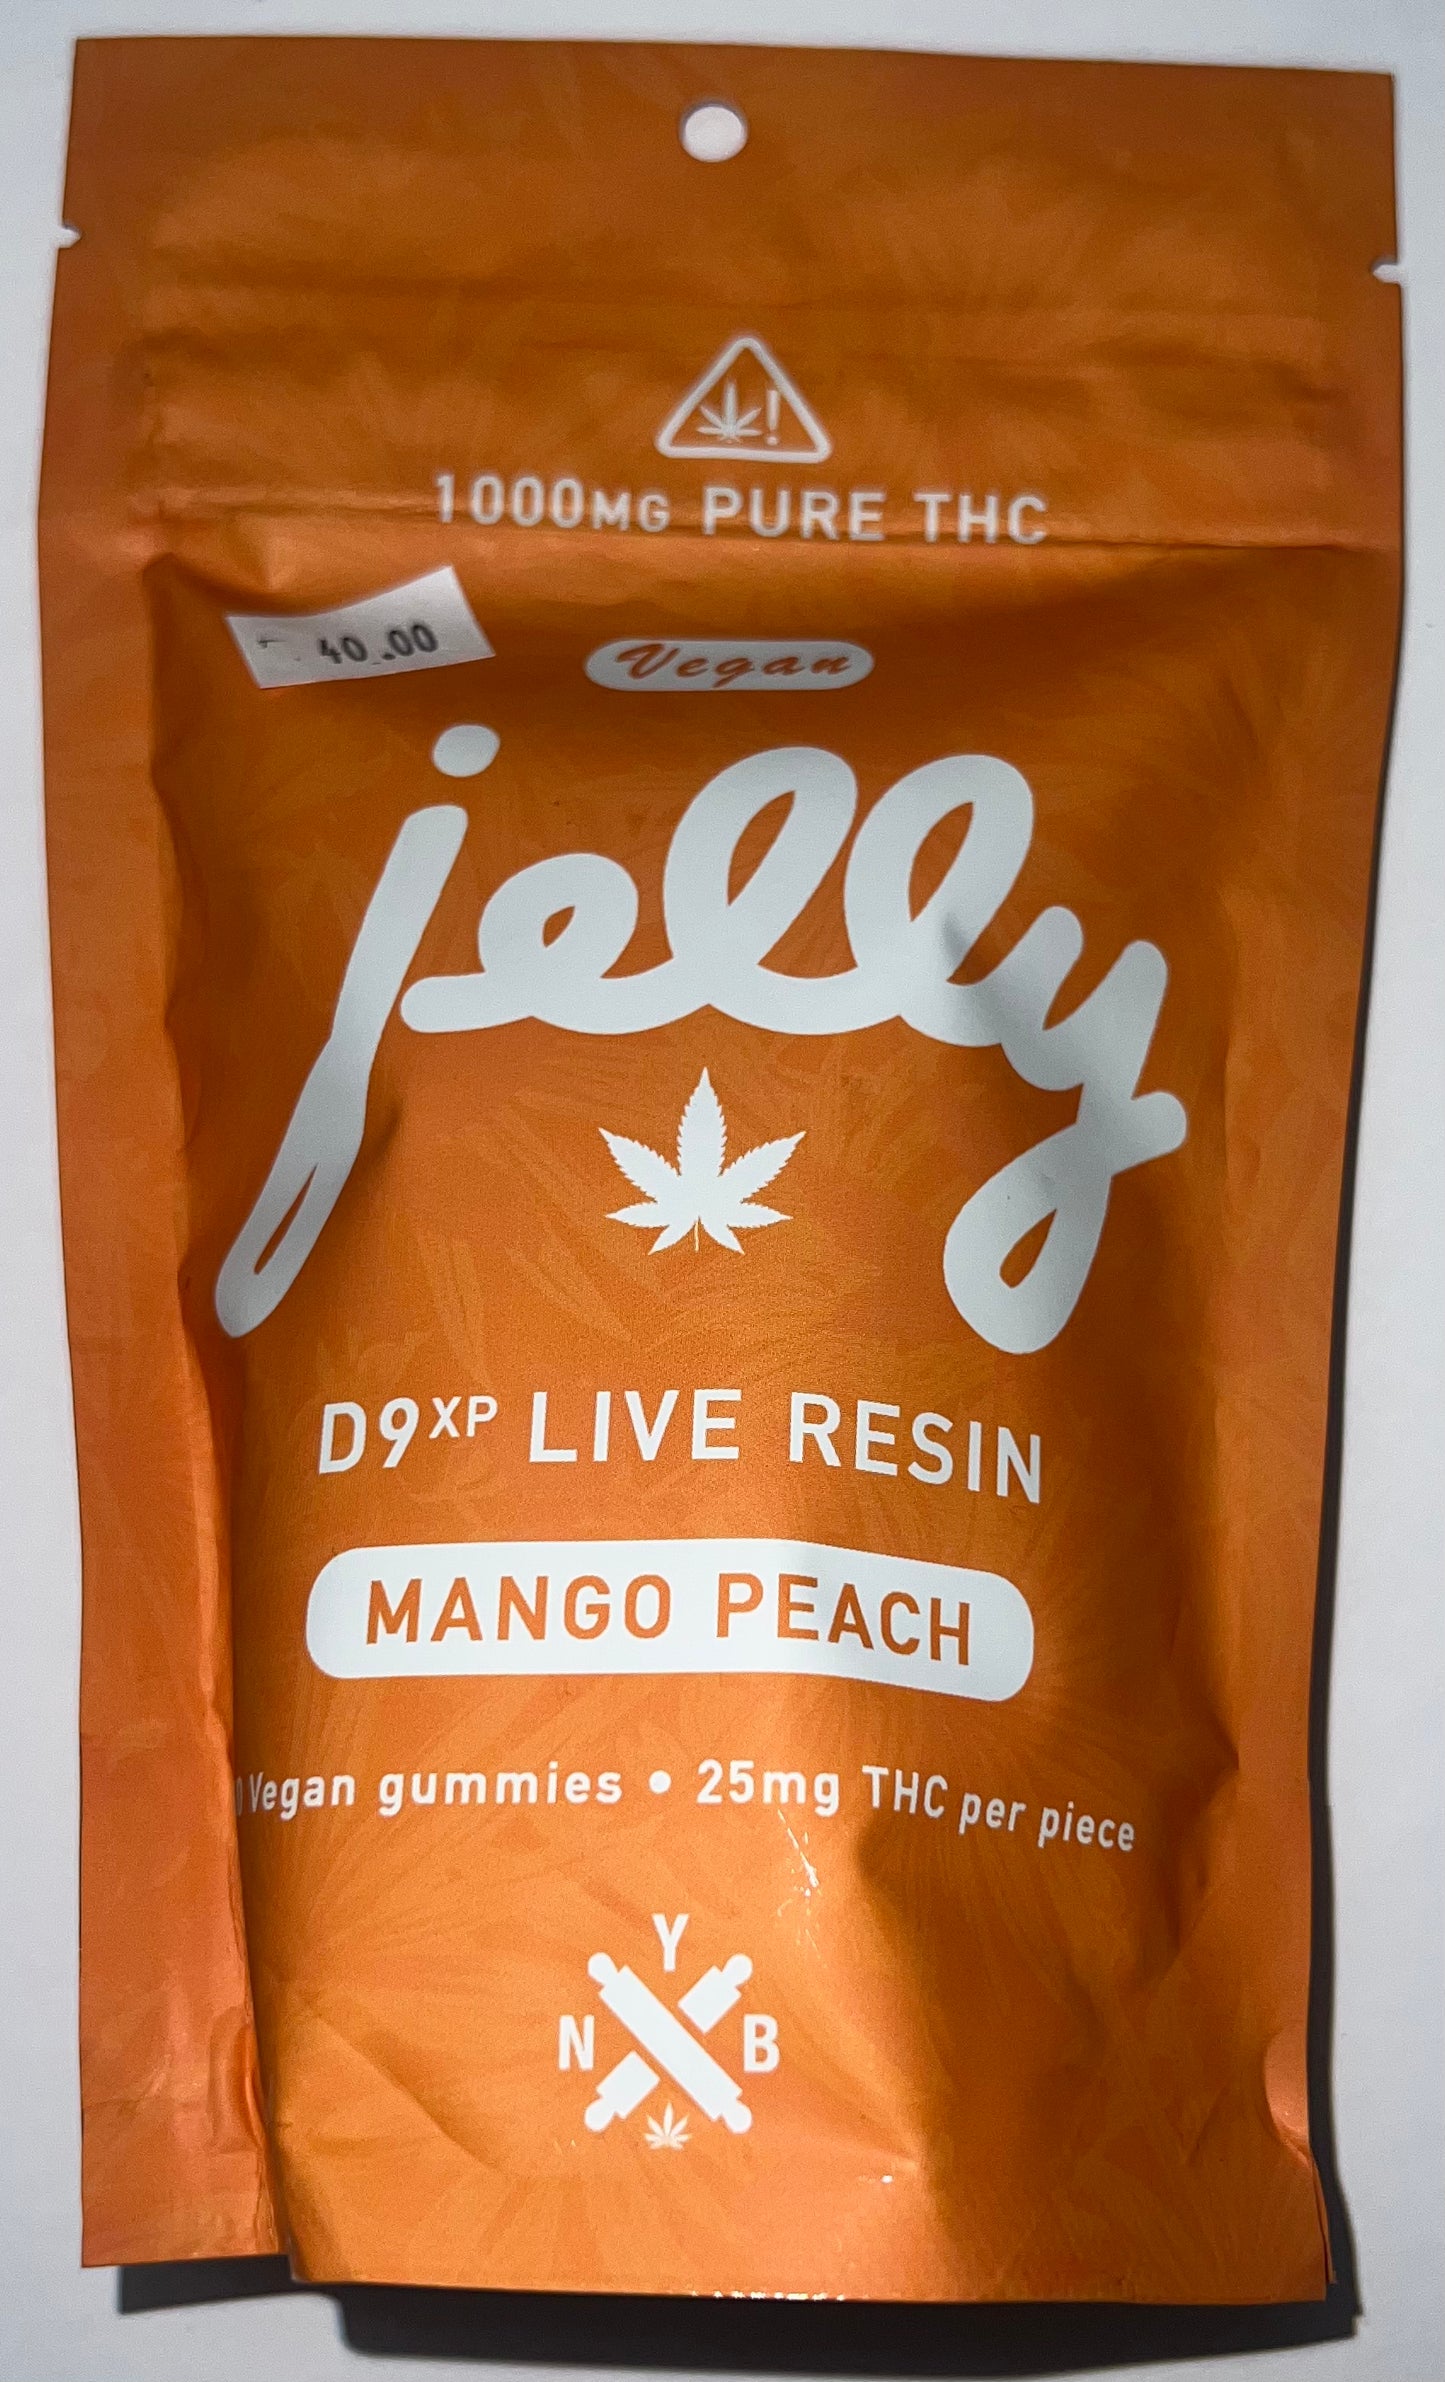 1000MG PURE THC
40.00
Vegan
jelly
D9XP LIVE RESIN
MANGO PEACH
Vegan gummies • 25mg THC per piece
Y
N B